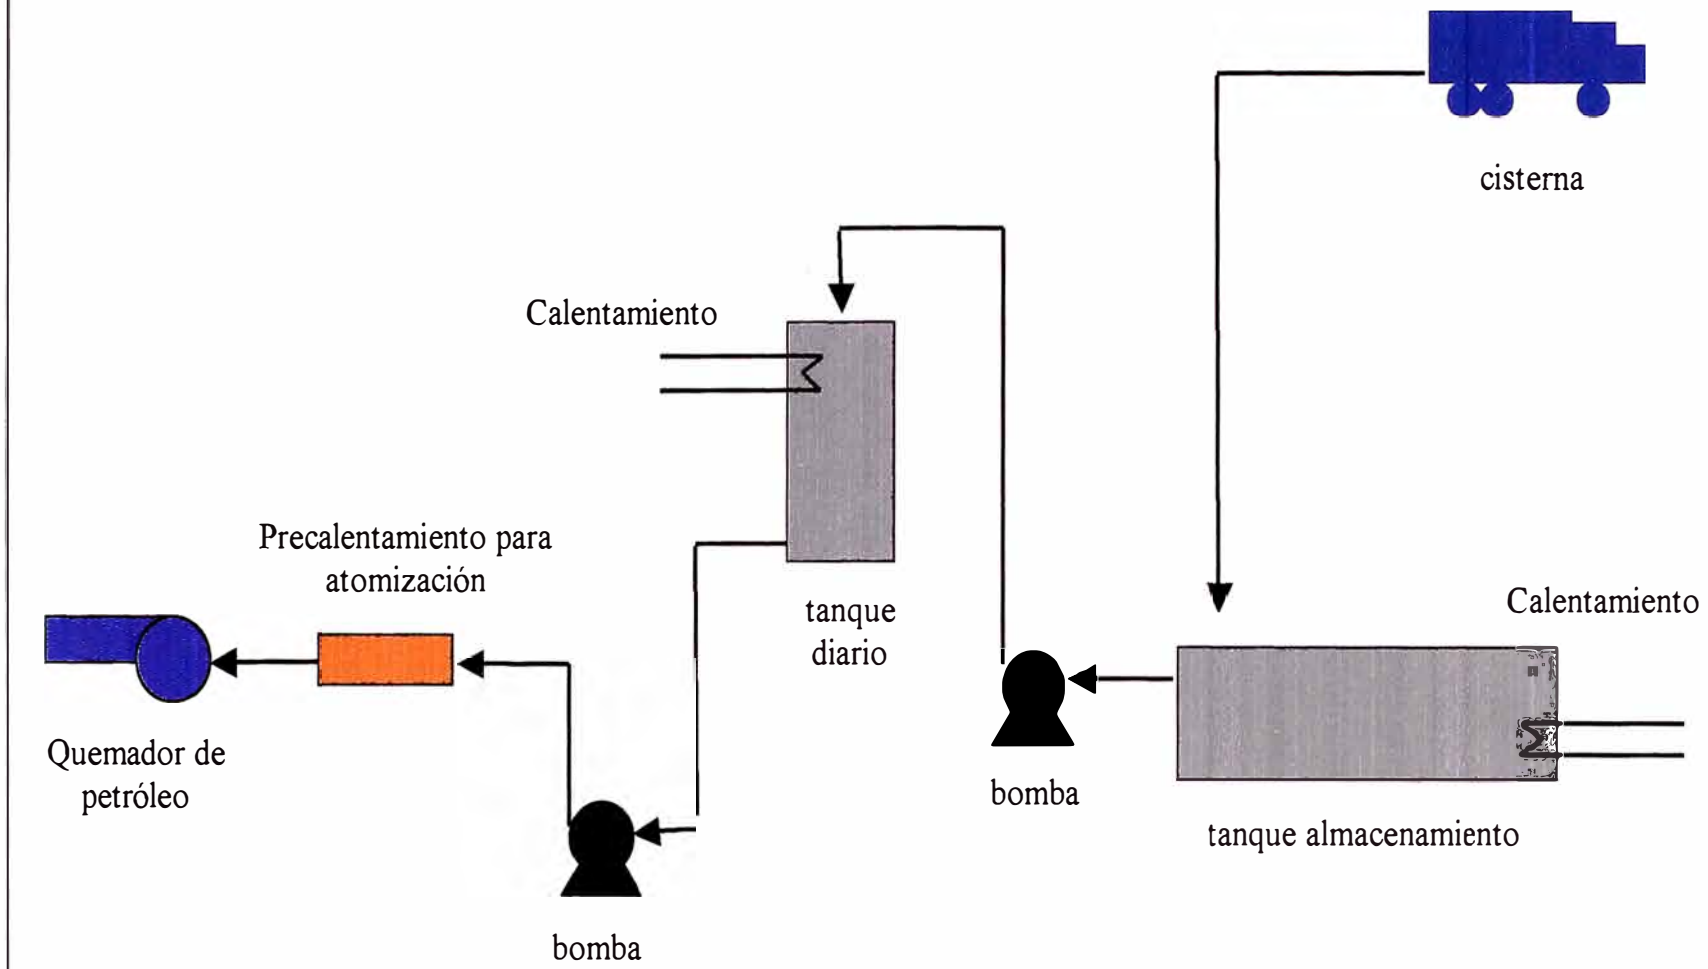 cisterna
Calentamiento
Precalentamiento para
atomización
tanque
diario
Calentamiento
Quemador de
petróleo
bomba
tanque almacenamiento
bomba